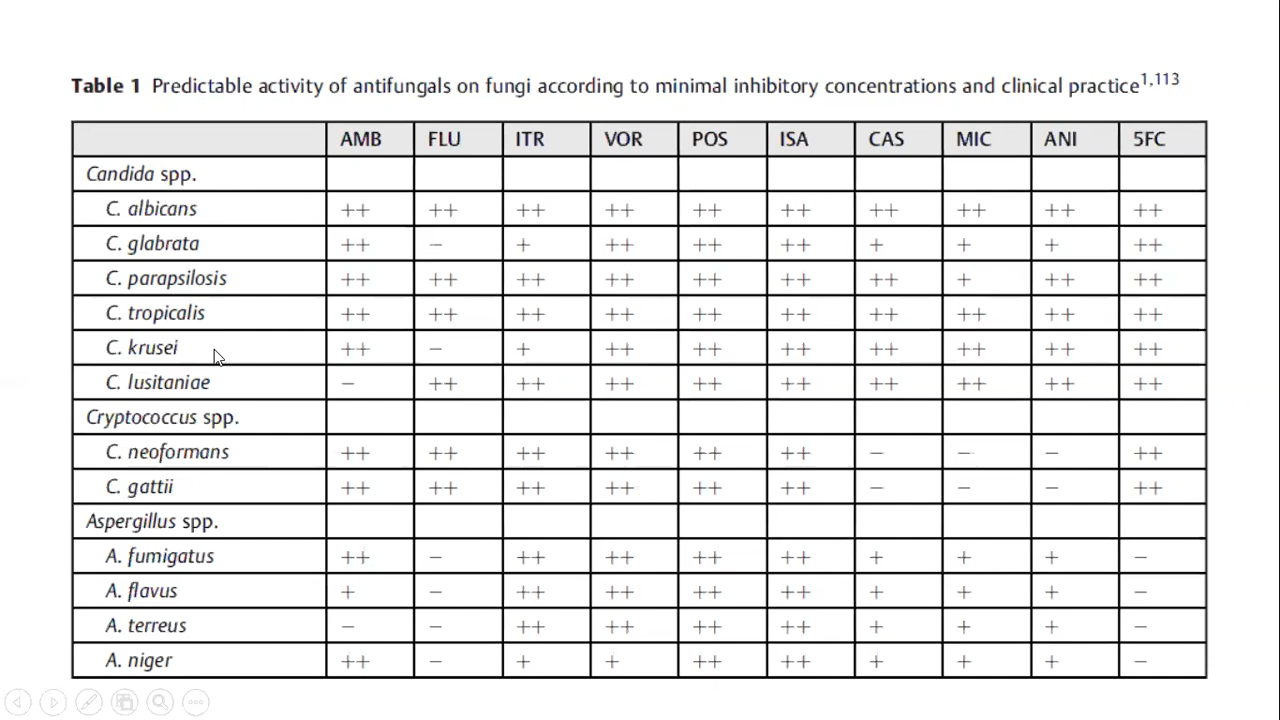 Table 1 Predictable activity of antifungals on fungi according to minimal inhibitory concentrations and clinical practice1,113
AMB FLU ITR VOR POS ISA CAS MIC ANI 5FC
Candida spp.
C. albicans ++ ++ ++ ++ ++ ++ ++ ++ ++ ++
C. glabrata ++ − + ++ ++ ++ + + + ++
C. parapsilosis ++ ++ ++ ++ ++ ++ ++ + ++ ++
C. tropicalis ++ ++ ++ ++ ++ ++ ++ ++ ++ ++
C. krusei ++ − + ++ ++ ++ ++ ++ ++ ++
C. lusitaniae − ++ ++ ++ ++ ++ ++ ++ ++ ++
Cryptococcus spp.
C. neoformans ++ ++ ++ ++ ++ ++ − − − ++
C. gattii ++ ++ ++ ++ ++ ++ − − − ++
Aspergillus spp.
A. fumigatus ++ − ++ ++ ++ ++ + + + −
A. flavus + − ++ ++ ++ ++ + + + −
A. terreus − − ++ ++ ++ ++ + + + −
A. niger ++ − + + ++ ++ + + + −